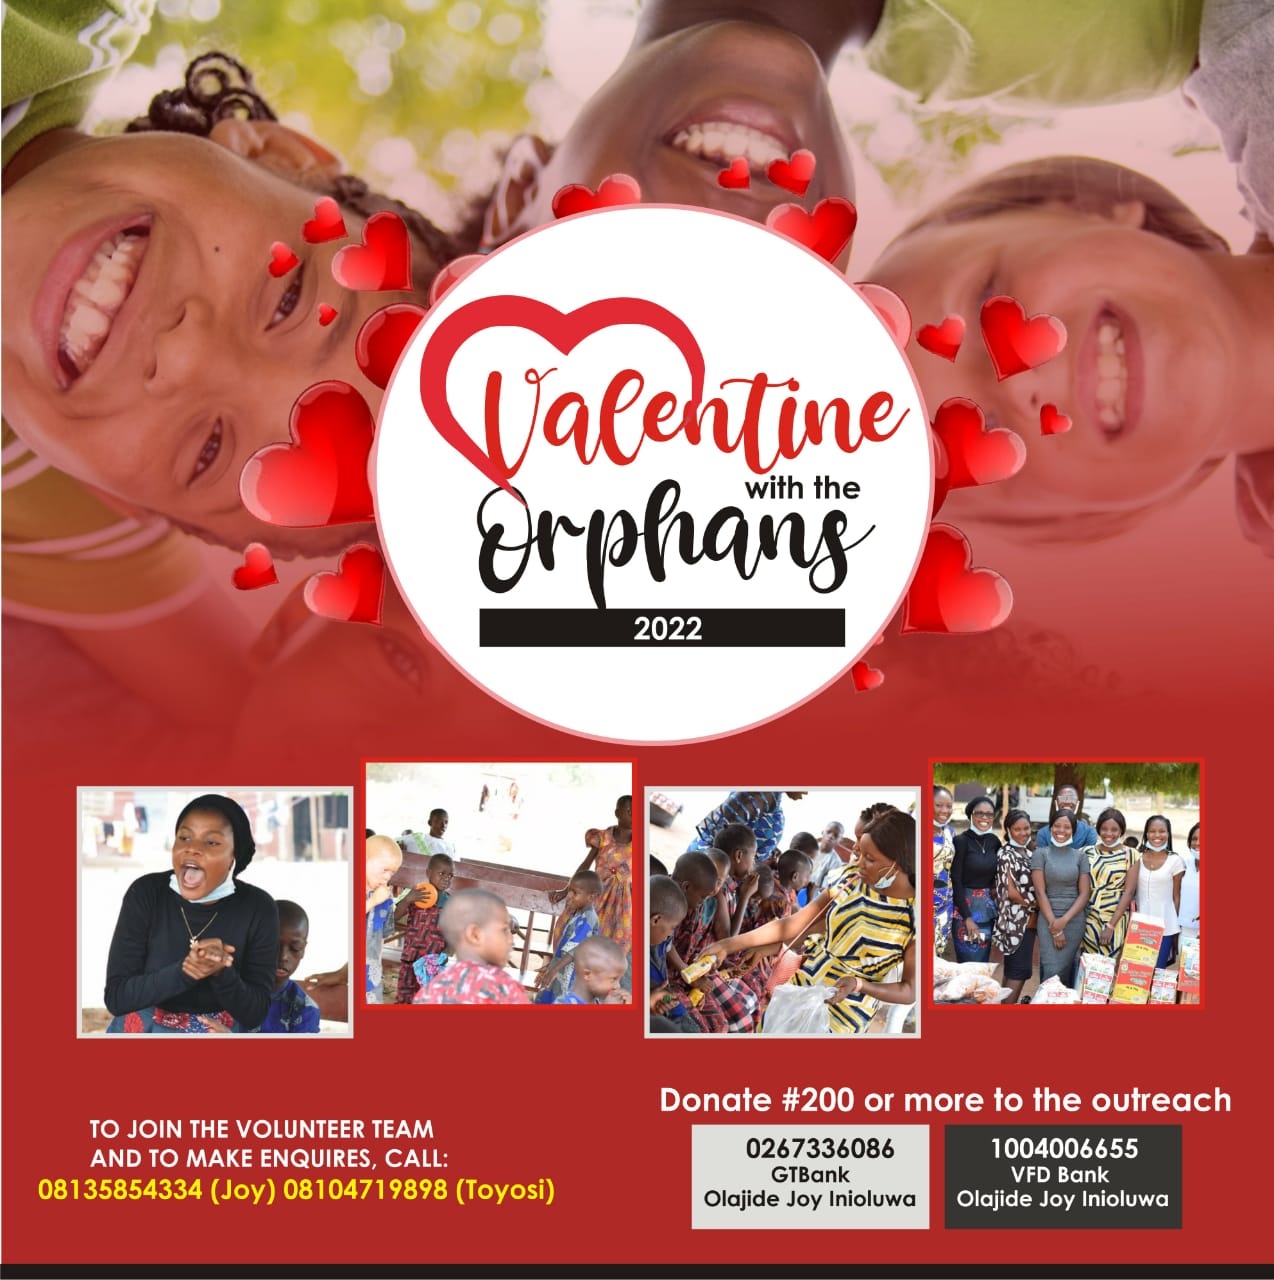 Valentine
with the
Orphans
2022
TO JOIN THE VOLUNTEER TEAM
AND TO MAKE ENQUIRES, CALL:
08135854334 (Joy) 08104719898 (Toyosi)
Donate #200 or more to the outreach
0267336086
GTBank
Olajide Joy Inioluwa
1004006655
VFD Bank
Olajide Joy Inioluwa